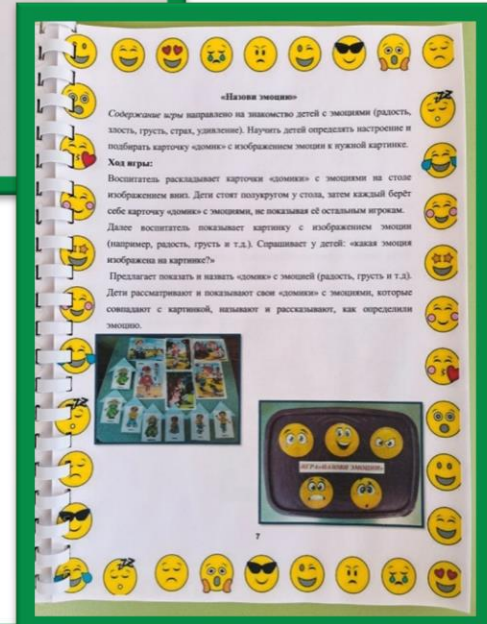 «Назови эмоцию»
Содержание игры направлено на знакомство детей с эмоциями (радость,
злость, грусть, страх, удивление). Научить детей определять настроение и
подбирать карточку «домик» с изображением эмоции к нужной картинке.
Ход игры:
Воспитатель раскладывает карточки «домики» с эмоциями на столе
изображением вниз. Дети стоят полукругом у стола, затем каждый берёт
себе карточку «домик» с эмоциями, не показывая её остальным игрокам.
Далее воспитатель показывает картинку с изображением эмоции
(например, радость, грусть и т.д.). Спрашивает у детей: «какая эмоция
изображена на картинке?»
Предлагает показать и назвать «домик» с эмоцией (радость, грусть и т.д).
Дети рассматривают и показывают свои «домики» с эмоциями, которые
совпадают с картинкой, называют и рассказывают, как определили
эмоцию.
ИГРА«НАЗОВИ ЭМОЦИЮ»
7